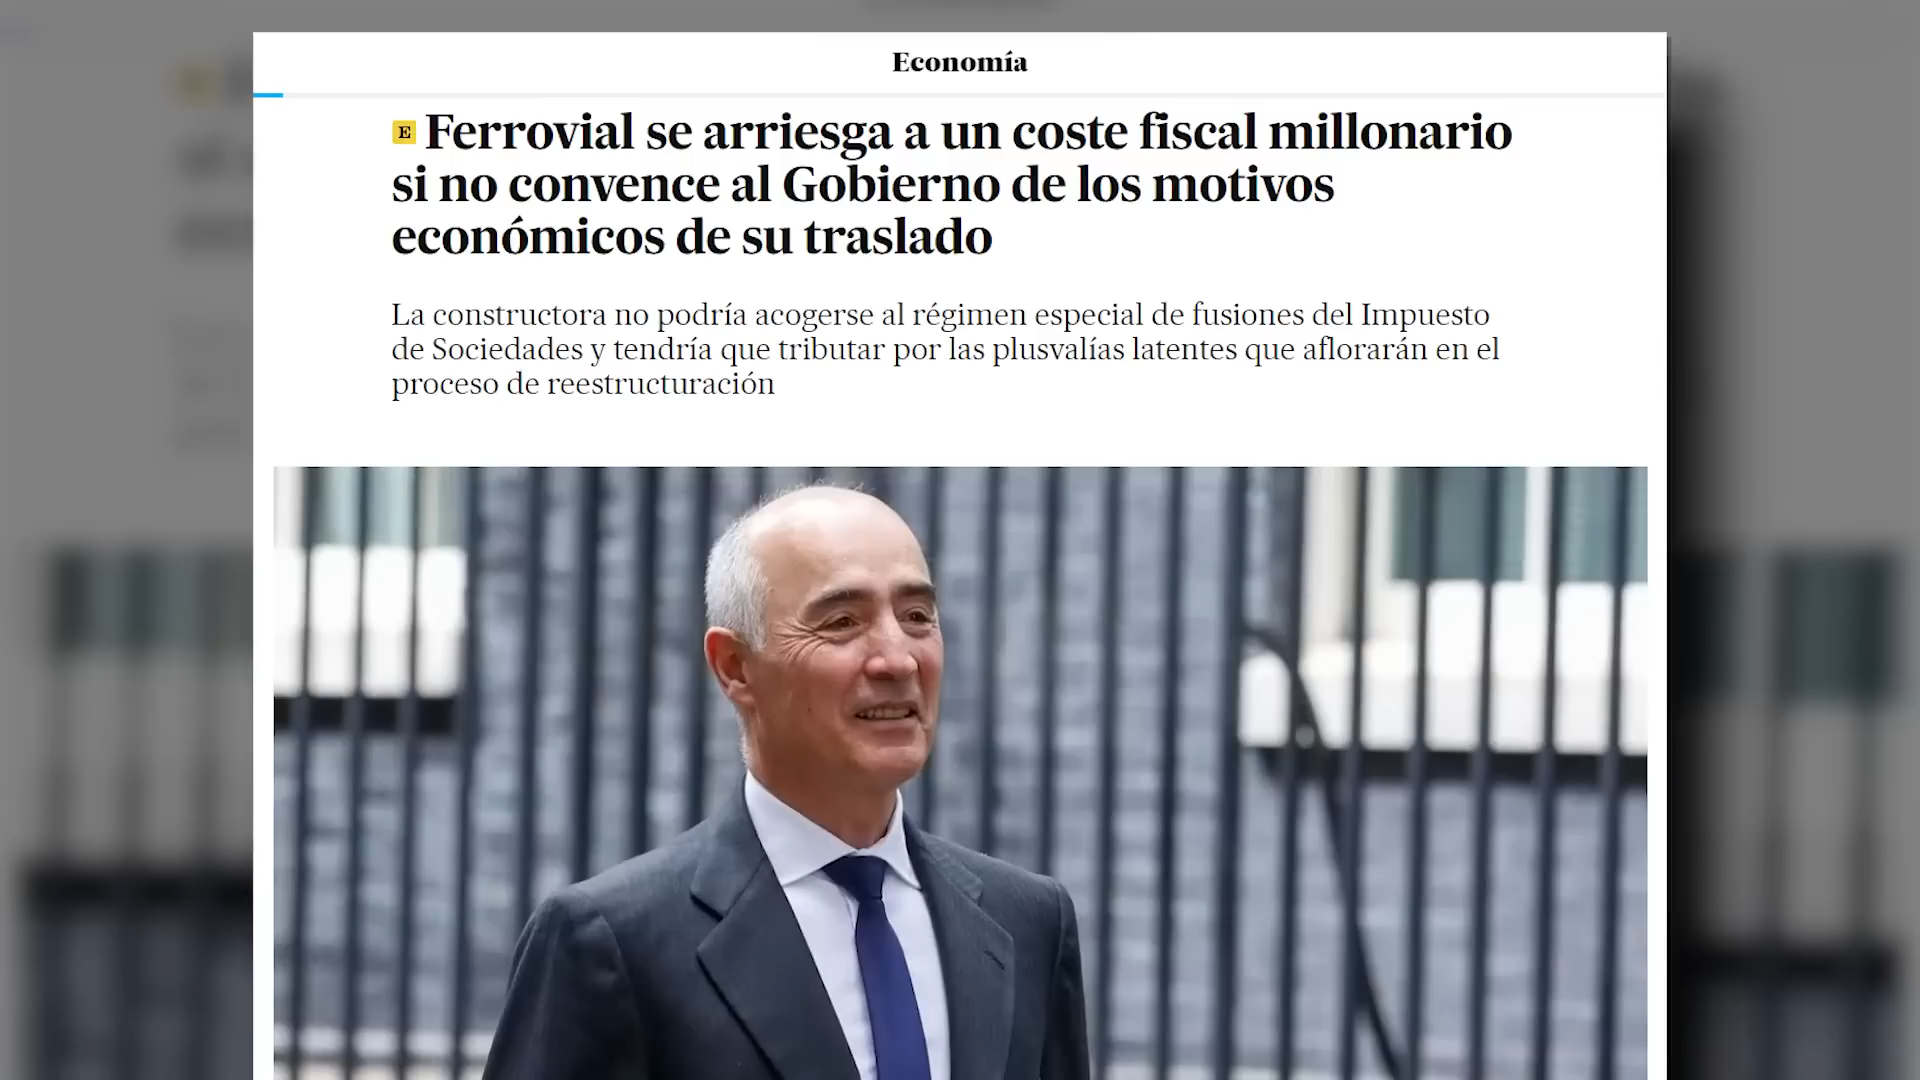 Economía
E Ferrovial se arriesga a un coste fiscal millonario
si no convence al Gobierno de los motivos
económicos de su traslado
La constructora no podría acogerse al régimen especial de fusiones del Impuesto
de Sociedades y tendría que tributar por las plusvalías latentes que aflorarán en el
proceso de reestructuración